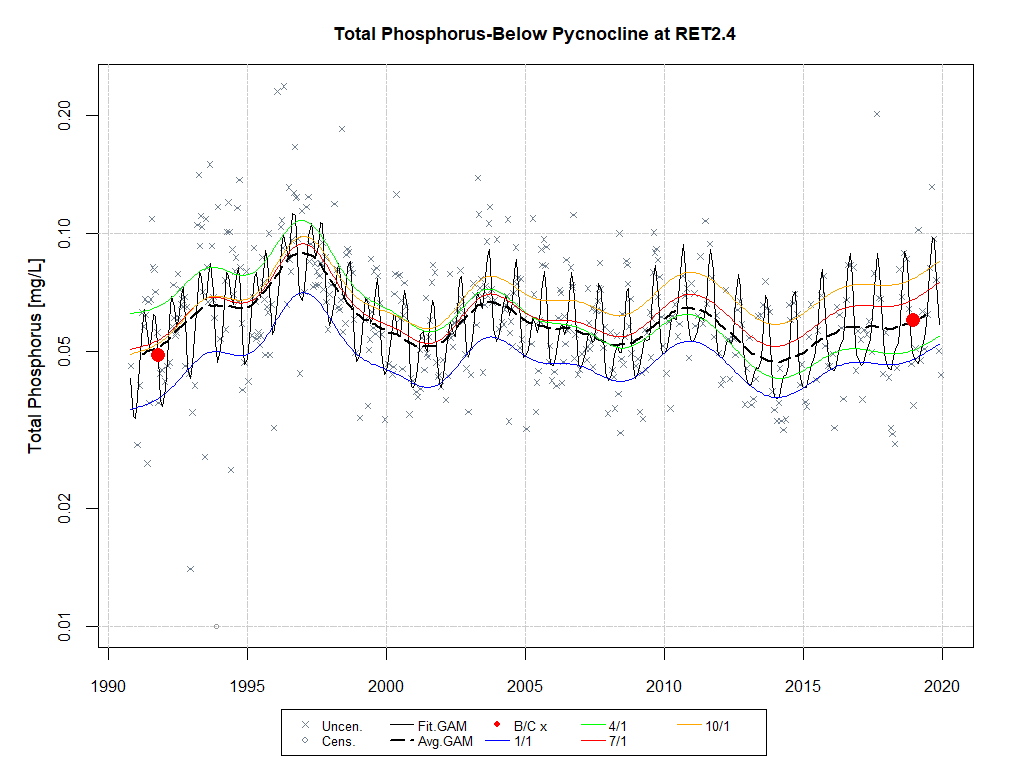 Total Phosphorus-Below Pycnocline at RET2.4
Total Phosphorus [mg/L]
0.20
0.10
0.05
0.02
0.01
1990 1995 2000 2005 2010 2015 2020
Uncen. Fit.GAM B/C x 4/1 10/1
Cens. Avg.GAM 1/1 7/1